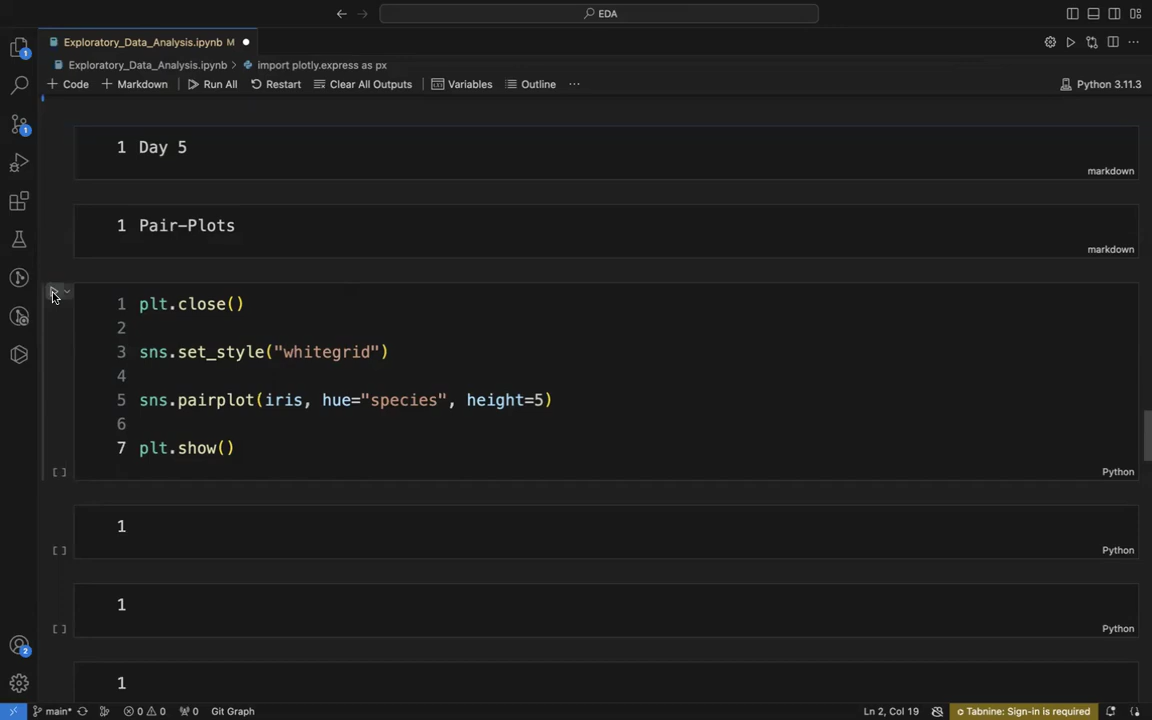 EDA
Exploratory_Data_Analysis.ipynb M
Exploratory_Data_Analysis.ipynb > import plotly.express as px
+ Code + Markdown Run All Restart Clear All Outputs Variables Outline ... Python 3.11.3
1 Day 5
markdown
1 Pair-Plots
markdown
1 plt.close()
2
3 sns.set_style("whitegrid")
4
5 sns.pairplot(iris, hue="species", height=5)
6
7 plt.show()
[ ] Python
1
[ ] Python
1
[ ] Python
1
1
1
2
main* 0 0 0 Git Graph Ln 2, Col 19 Tabnine: Sign-in is required